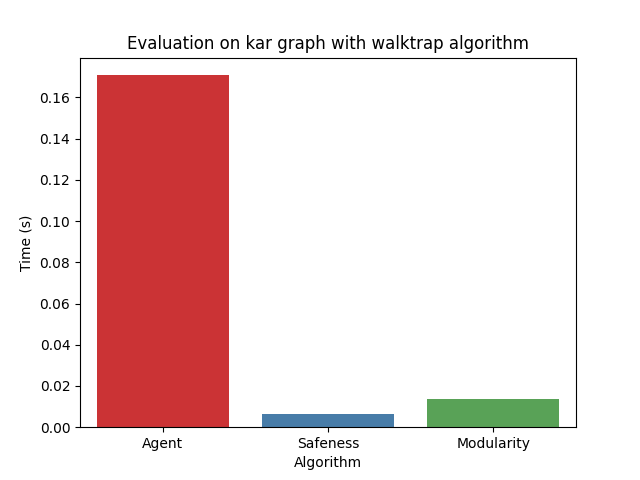 Evaluation on kar graph with walktrap algorithm
0.16
0.14
0.12
0.10
0.08
0.06
0.04
0.02
0.00
Time (s)
Agent
Safeness
Modularity
Algorithm